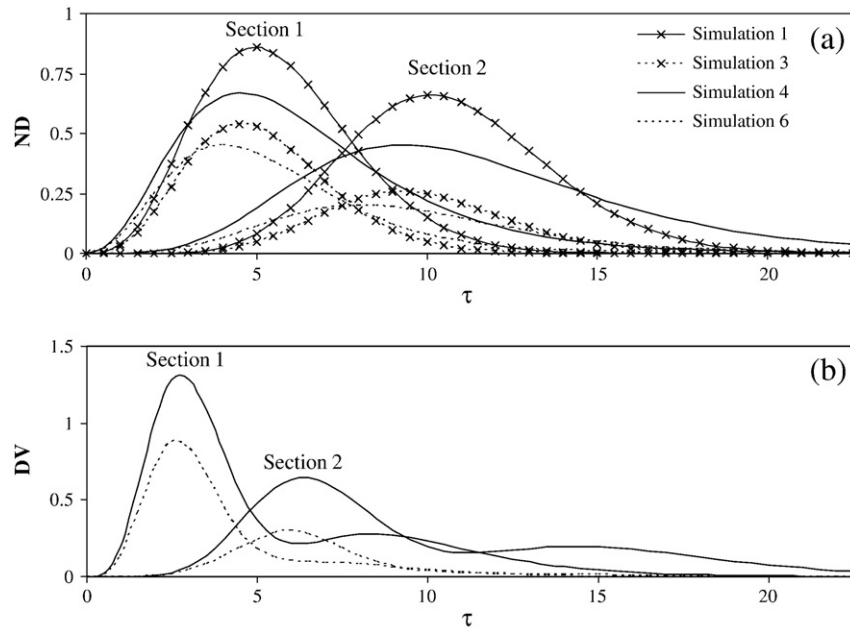 Section 1
(a)
Simulation 1
Section 2
Simulation 3
Simulation 4
Simulation 6
1
0.75
0.5
0.25
0
ND
0
5
10
15
20
τ
1.5
1
0.5
0
DV
Section 1
(b)
Section 2
0
5
10
15
20
τ